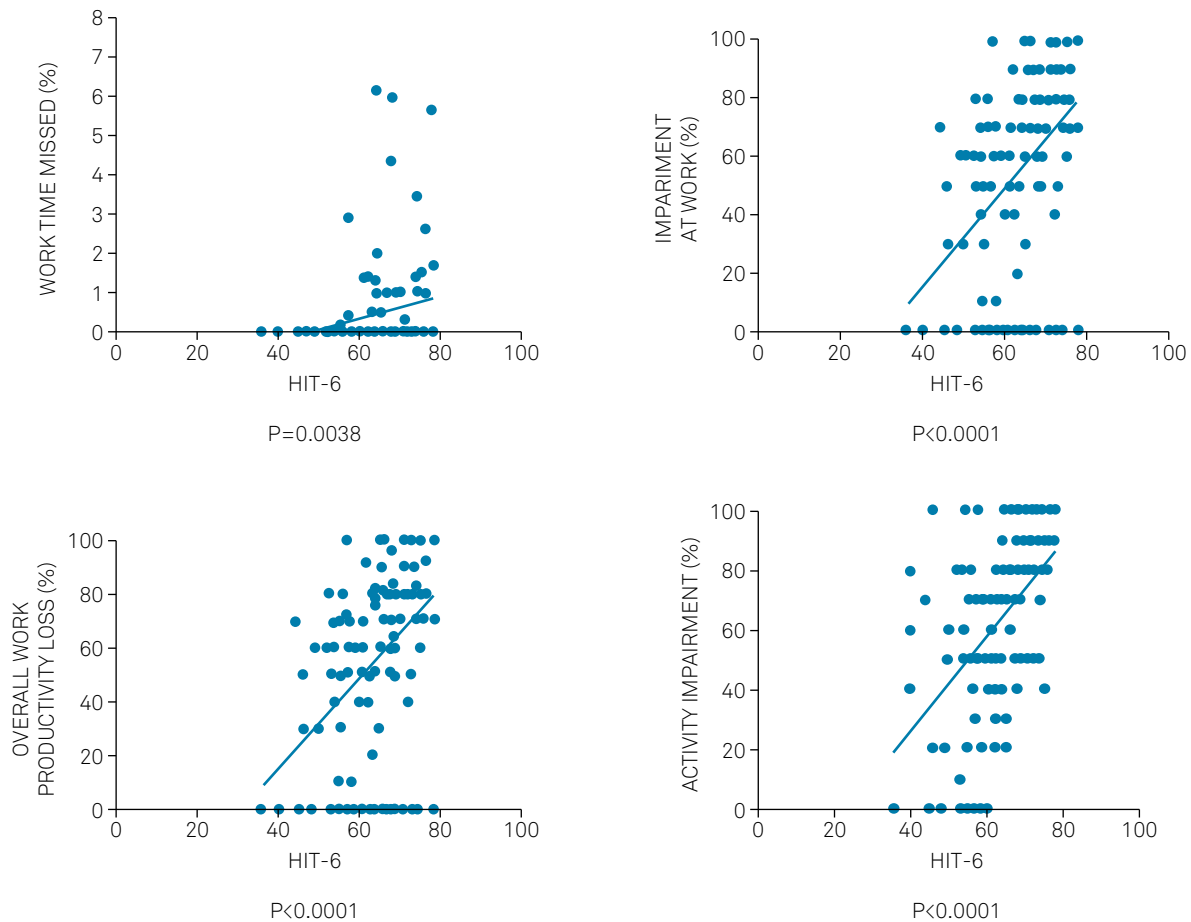 WORK TIME MISSED (%)
8
7
6
5
4
3
2
1
0
0 20 40 60 80 100
HIT-6
P=0.0038
IMPARIMENT
AT WORK (%)
100
80
60
40
20
0
0 20 40 60 80 100
HIT-6
P<0.0001
OVERALL WORK
PRODUCTIVITY LOSS (%)
100
80
60
40
20
0
0 20 40 60 80 100
HIT-6
P<0.0001
ACTIVITY IMPAIRMENT (%)
100
80
60
40
20
0
0 20 40 60 80 100
HIT-6
P<0.0001